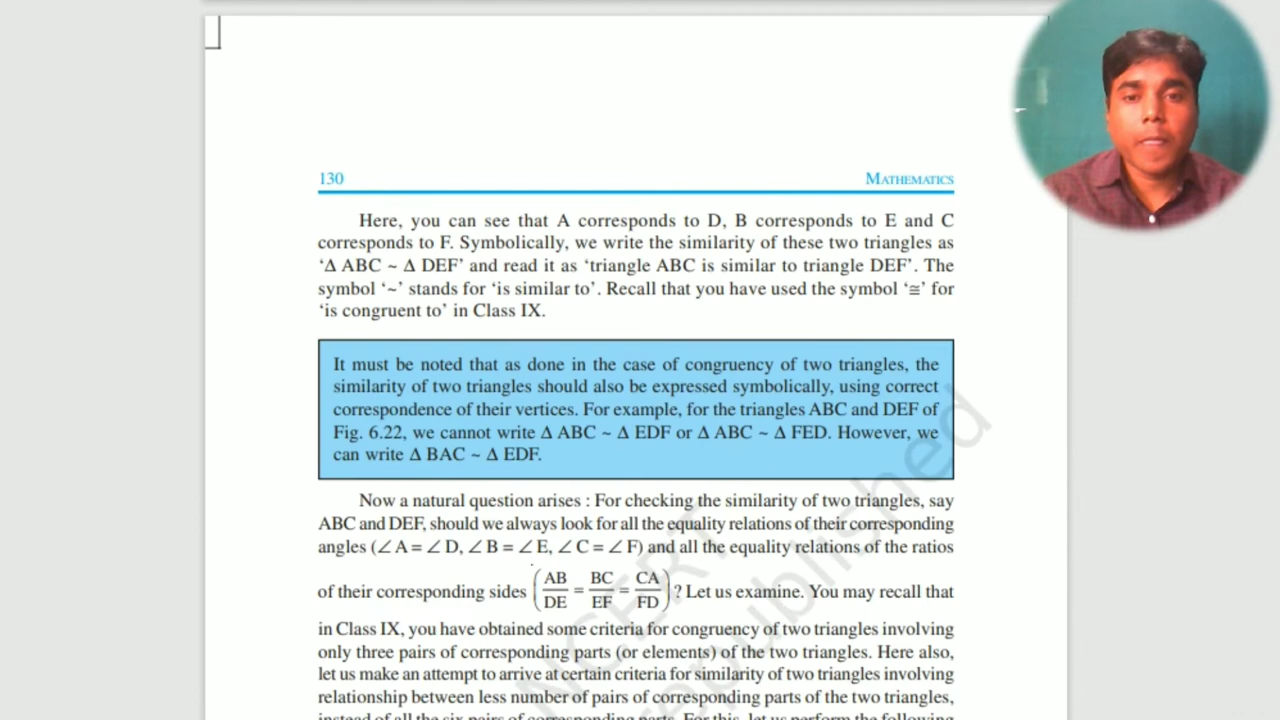 130 MATHEMATICS
Here, you can see that A corresponds to D, B corresponds to E and C
corresponds to F. Symbolically, we write the similarity of these two triangles as
‘Δ ABC ~ Δ DEF’ and read it as ‘triangle ABC is similar to triangle DEF’. The
symbol ‘~’ stands for ‘is similar to’. Recall that you have used the symbol ‘≅’ for
‘is congruent to’ in Class IX.
It must be noted that as done in the case of congruency of two triangles, the
similarity of two triangles should also be expressed symbolically, using correct
correspondence of their vertices. For example, for the triangles ABC and DEF of
Fig. 6.22, we cannot write Δ ABC ~ Δ EDF or Δ ABC ~ Δ FED. However, we
can write Δ BAC ~ Δ EDF.
Now a natural question arises : For checking the similarity of two triangles, say
ABC and DEF, should we always look for all the equality relations of their corresponding
angles (∠ A = ∠ D, ∠ B = ∠ E, ∠ C = ∠ F) and all the equality relations of the ratios
of their corresponding sides (AB/DE = BC/EF = CA/FD)? Let us examine. You may recall that
in Class IX, you have obtained some criteria for congruency of two triangles involving
only three pairs of corresponding parts (or elements) of the two triangles. Here also,
let us make an attempt to arrive at certain criteria for similarity of two triangles involving
relationship between less number of pairs of corresponding parts of the two triangles,
instead of all the six pairs of corresponding parts. For this, let us perform the following
NCERT
republished